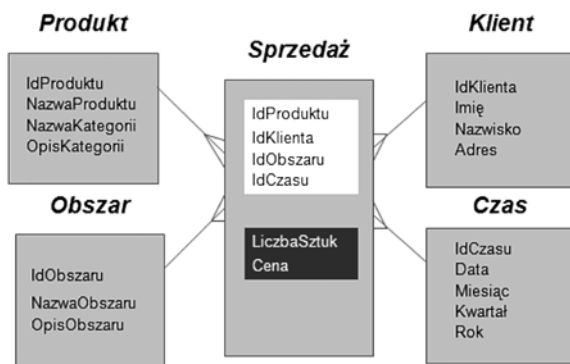 Produkt
IdProduktu
NazwaProduktu
NazwaKategorii
OpisKategorii
Sprzedaż
IdProduktu
IdKlienta
IdObszaru
IdCzasu
LiczbaSztuk
Cena
Klient
IdKlienta
Imię
Nazwisko
Adres
Obszar
IdObszaru
NazwaObszaru
OpisObszaru
Czas
IdCzasu
Data
Miesiąc
Kwartał
Rok